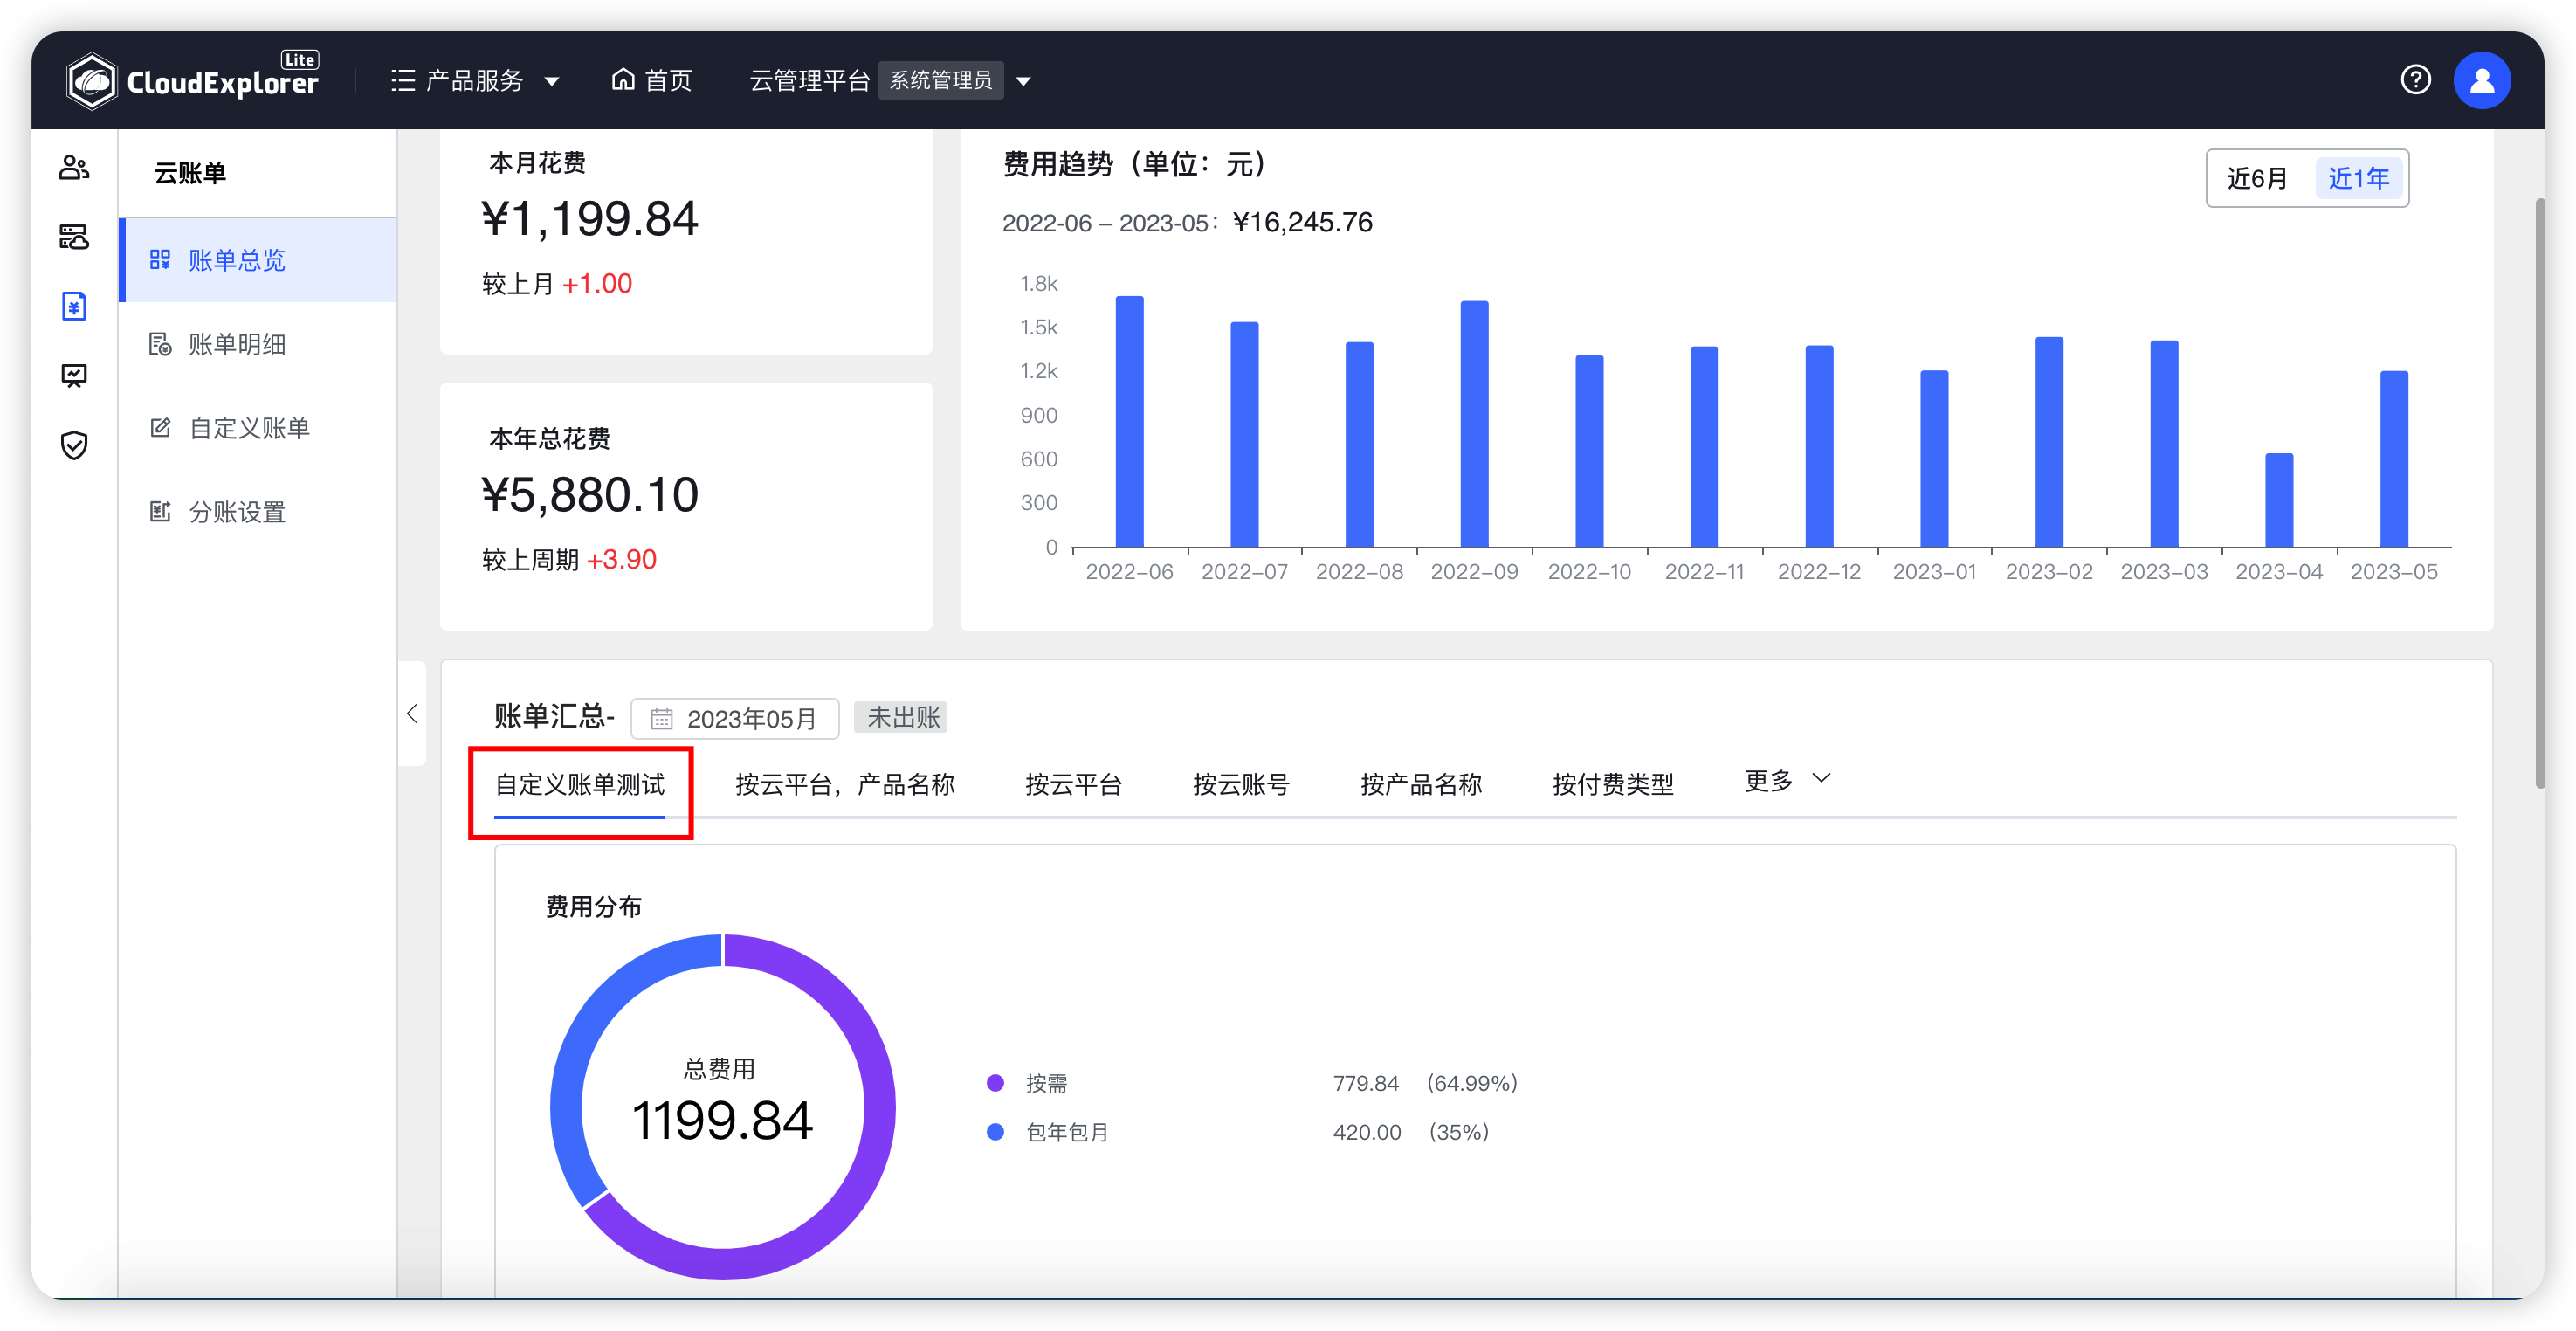 CloudExplorer Lite
产品服务
首页
云管理平台 系统管理员
云账单
账单总览
账单明细
自定义账单
分账设置
本月花费
¥1,199.84
较上月 +1.00
本年总花费
¥5,880.10
较上周期 +3.90
费用趋势（单位：元）
近6月 近1年
2022-06 – 2023-05： ¥16,245.76
1.8k
1.5k
1.2k
900
600
300
0
2022-06 2022-07 2022-08 2022-09 2022-10 2022-11 2022-12 2023-01 2023-02 2023-03 2023-04 2023-05
账单汇总- 2023年05月 未出账
自定义账单测试 按云平台，产品名称 按云平台 按云账号 按产品名称 按付费类型 更多
费用分布
总费用
1199.84
按需 779.84 (64.99%)
包年包月 420.00 (35%)